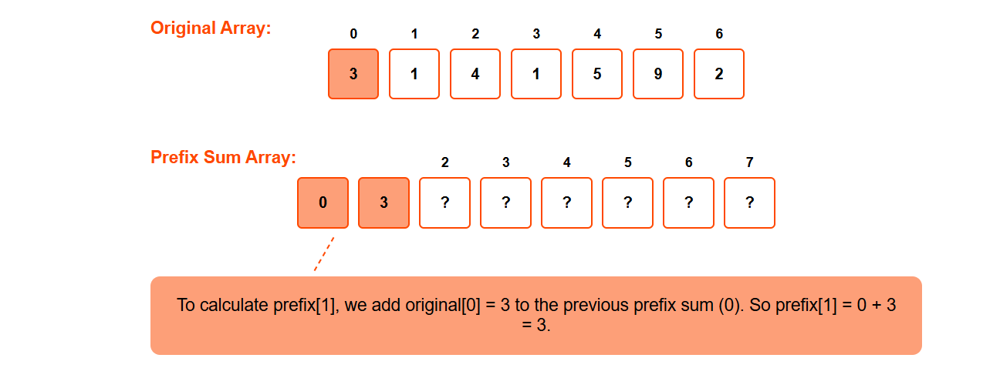 Original Array:
0 1 2 3 4 5 6
3 1 4 1 5 9 2
Prefix Sum Array:
2 3 4 5 6 7
0 3 ? ? ? ? ? ?
To calculate prefix[1], we add original[0] = 3 to the previous prefix sum (0). So prefix[1] = 0 + 3
= 3.